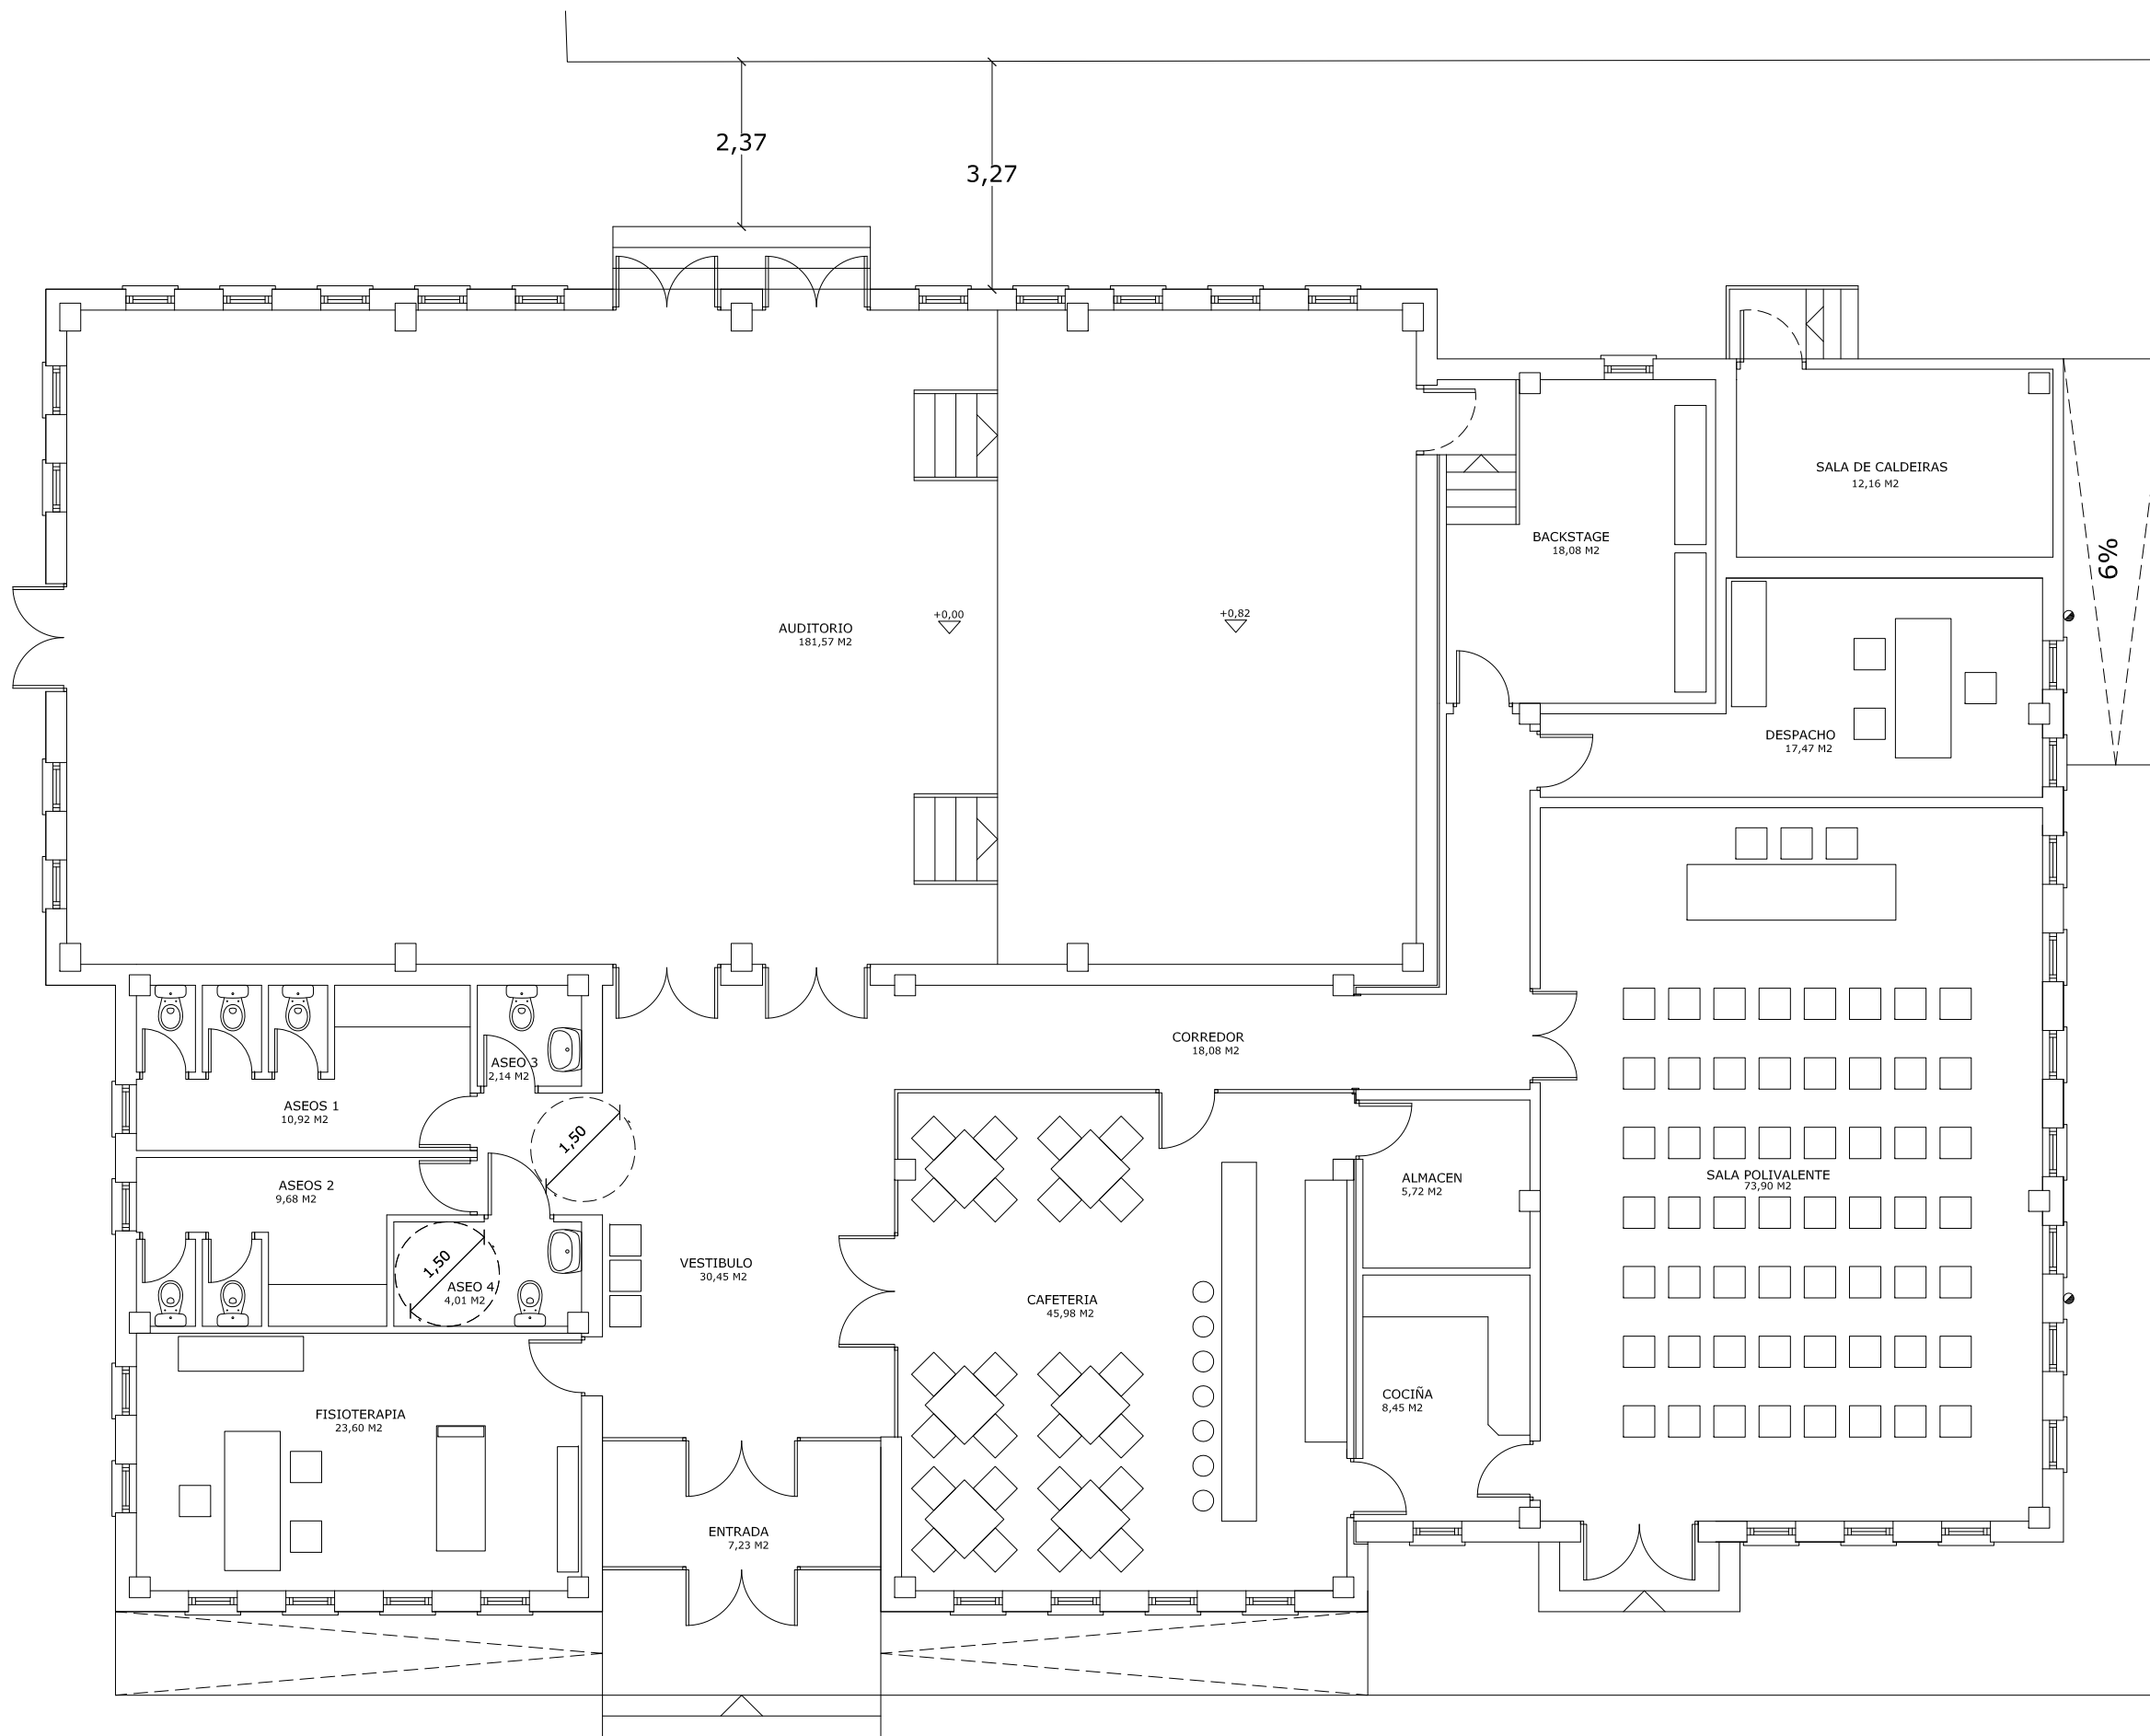 2,37
3,27
SALA DE CALDEIRAS
12,16 M2
BACKSTAGE
18,08 M2
6%
AUDITORIO
181,57 M2
+0,00
+0,82
DESPACHO
17,47 M2
CORREDOR
18,08 M2
ASEO 3
2,14 M2
ASEOS 1
10,92 M2
1,50
ASEOS 2
9,68 M2
ALMACEN
5,72 M2
SALA POLIVALENTE
73,90 M2
1,50
ASEO 4
4,01 M2
VESTIBULO
30,45 M2
CAFETERIA
45,98 M2
COCIÑA
8,45 M2
FISIOTERAPIA
23,60 M2
ENTRADA
7,23 M2